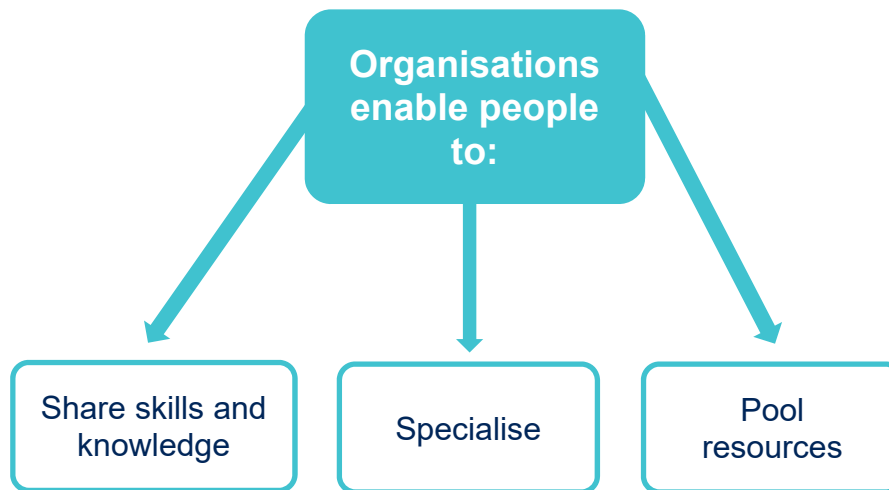 Organisations
enable people
to:
Share skills and
knowledge
Specialise
Pool
resources